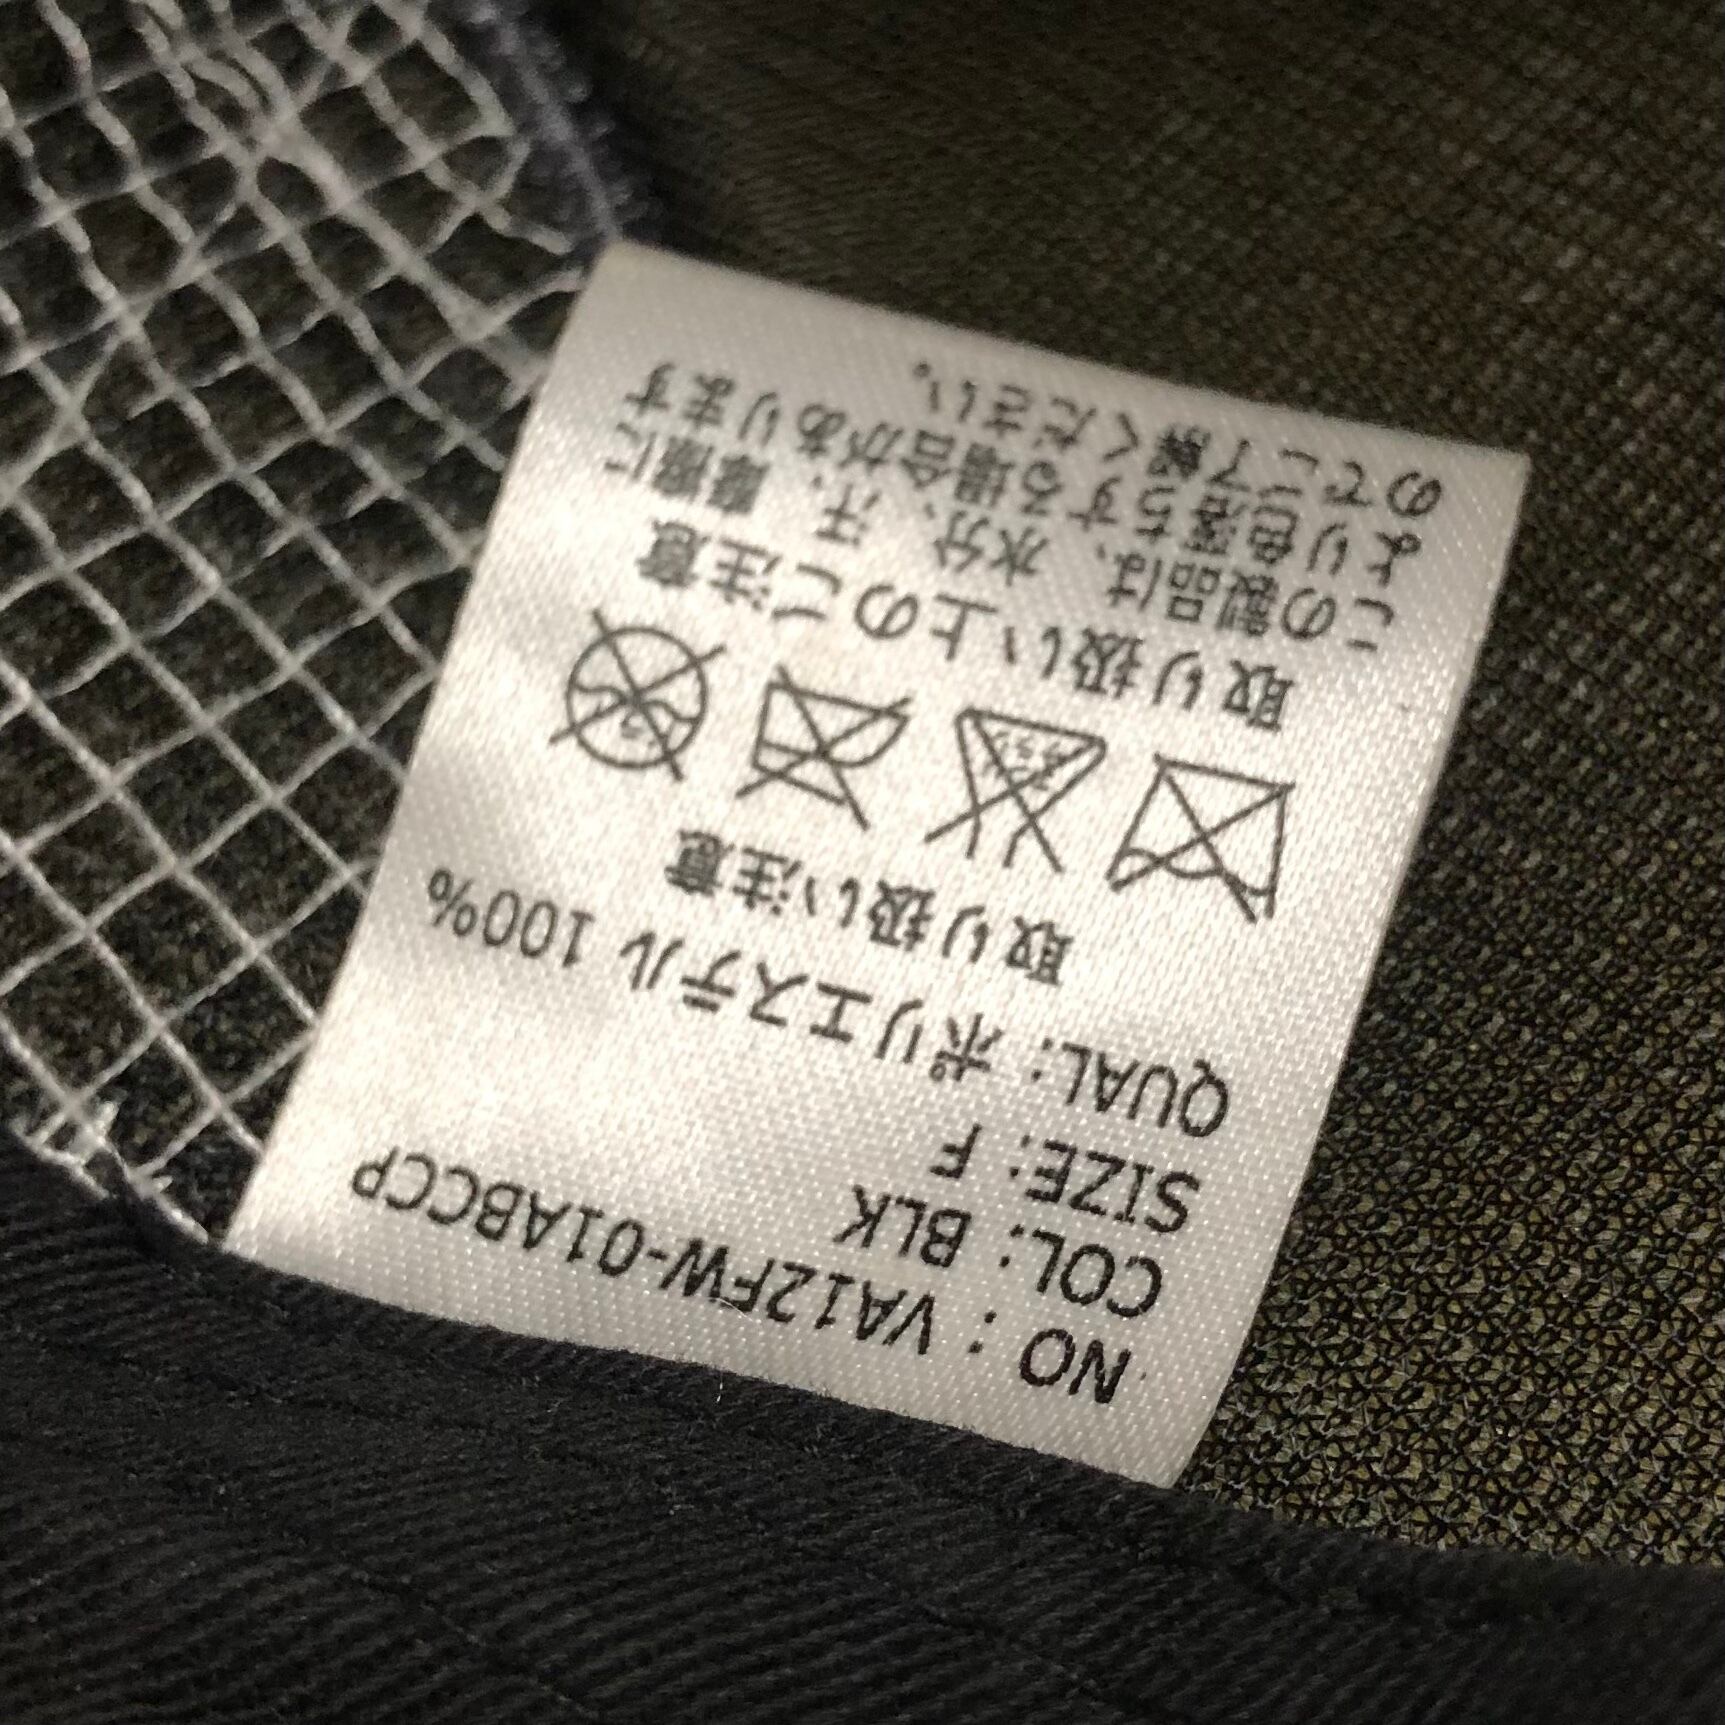 NO : VA12FW-01ABCCP
COL: BLK
SIZE: F
QUAL: ポリエステル 100%
取り扱い注意
取り扱い上のご注意
この製品は、水分、汗、摩擦に
より色落ちする場合があります
のでご了解ください。